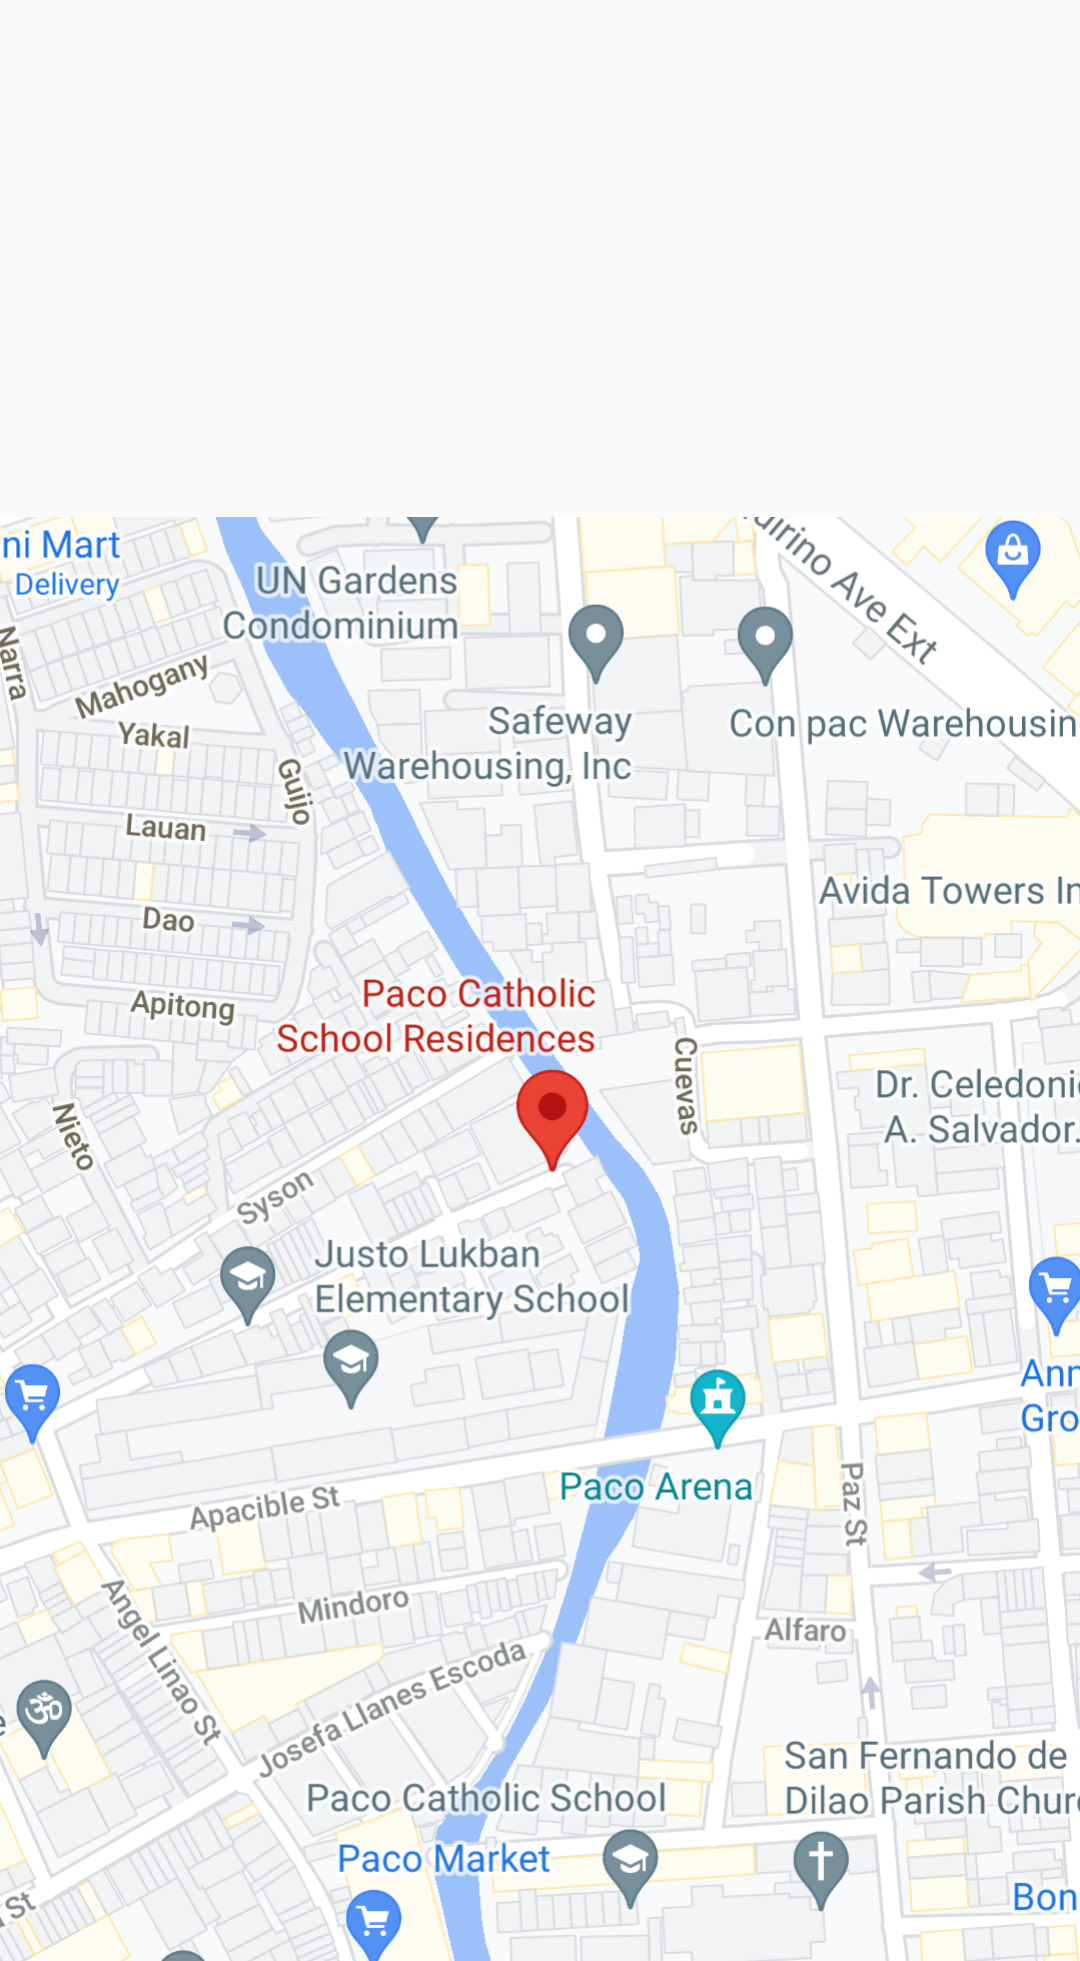 ni Mart
Delivery
UN Gardens
Condominium
Ave Ext
Narra
Mahogany
Yakal
Guijo
Safeway
Warehousing, Inc
Con pac Warehousin
Lauan
Avida Towers In
Dao
Apitong
Paco Catholic
School Residences
Cuevas
Dr. Celedoni
A. Salvador.
Nieto
Syson
Justo Lukban
Elementary School
Ann
Gro
Paco Arena
Apacible St
Paz St
Mindoro
Angel Linao St
Alfaro
Josefa Llanes Escoda
San Fernando de
Dilao Parish Chur
Paco Catholic School
Paco Market
Bon
St